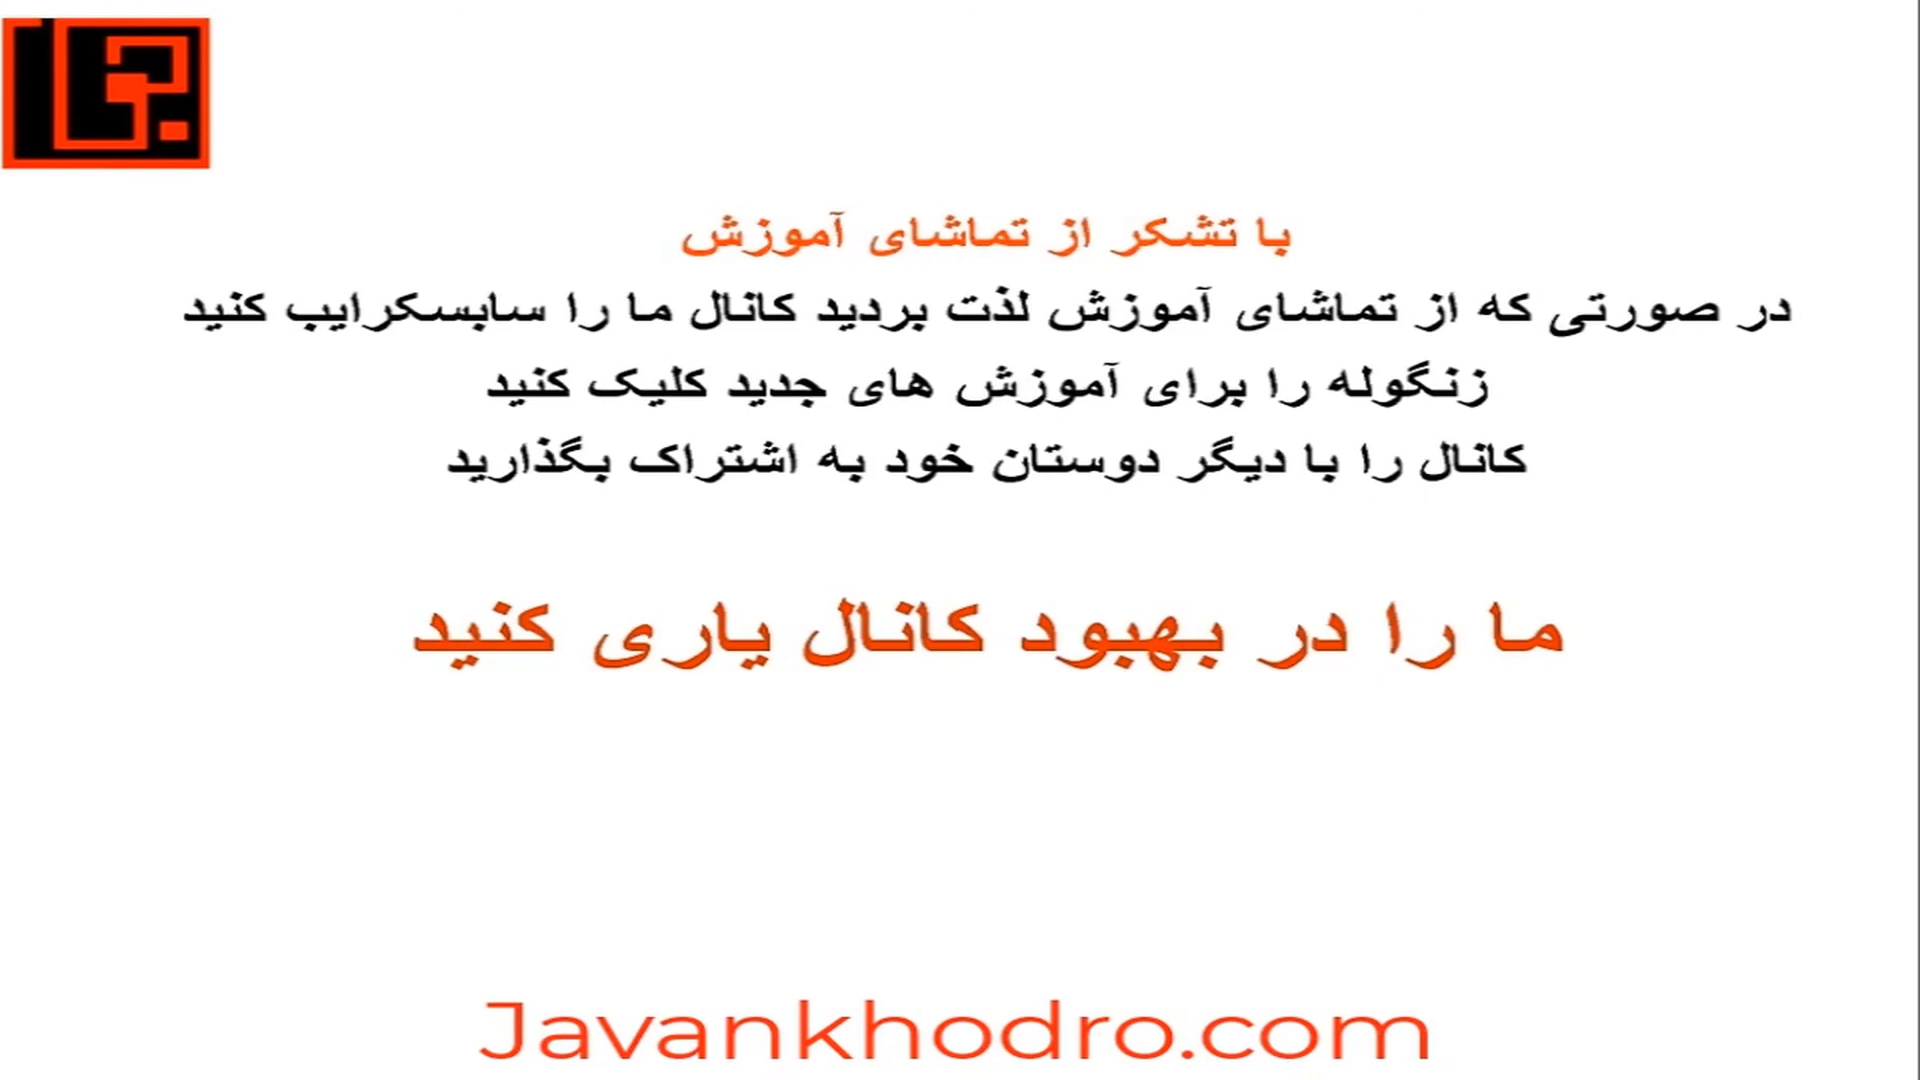 با تشکر از تماشای آموزش
در صورتی که از تماشای آموزش لذت بردید کانال ما را سابسکرایب کنید
زنگوله را برای آموزش های جدید کلیک کنید
کانال را با دیگر دوستان خود به اشتراک بگذارید
ما را در بهبود کانال یاری کنید
Javankhodro.com